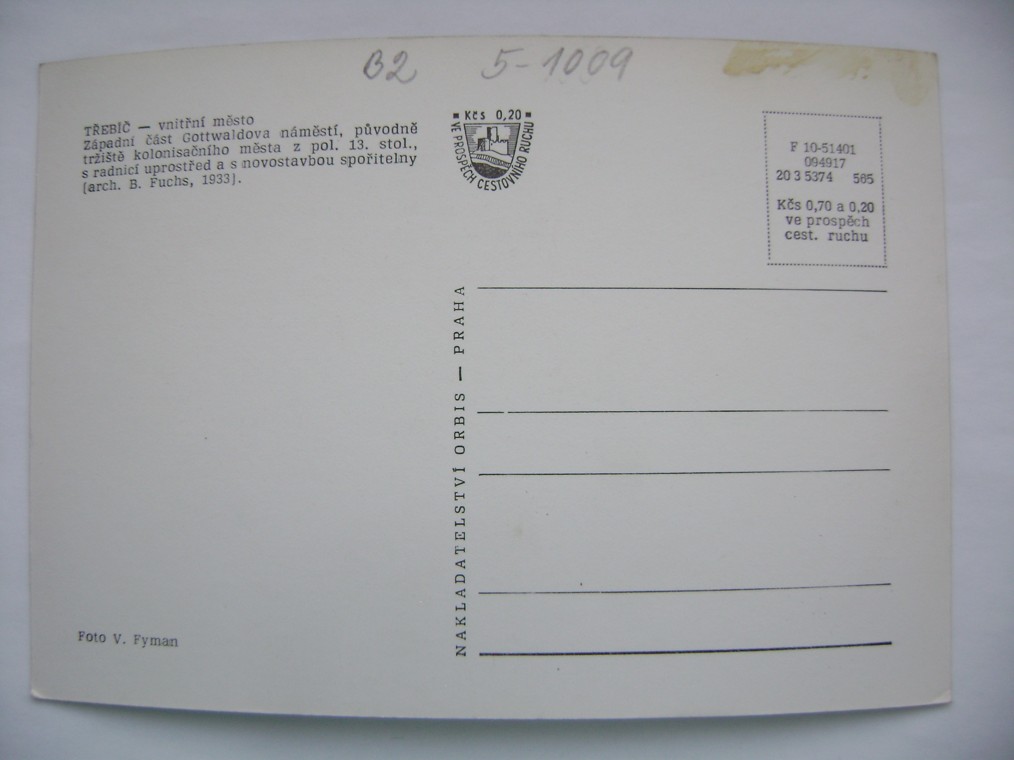 B2 5-1009
TŘEBÍČ — vnitřní město
Západní část Gottwaldova náměstí, původně
tržiště kolonisačního města z pol. 13. stol.,
s radnicí uprostřed a s novostavbou spořitelny
(arch. B. Fuchs, 1933).
Kčs 0,20
VE PROSPĚCH CESTOVNÍHO RUCHU
F 10-51401
094917
20 3 5374 565
Kčs 0,70 a 0,20
ve prospěch
cest. ruchu
NAKLADATELSTVÍ ORBIS — PRAHA
Foto V. Fyman